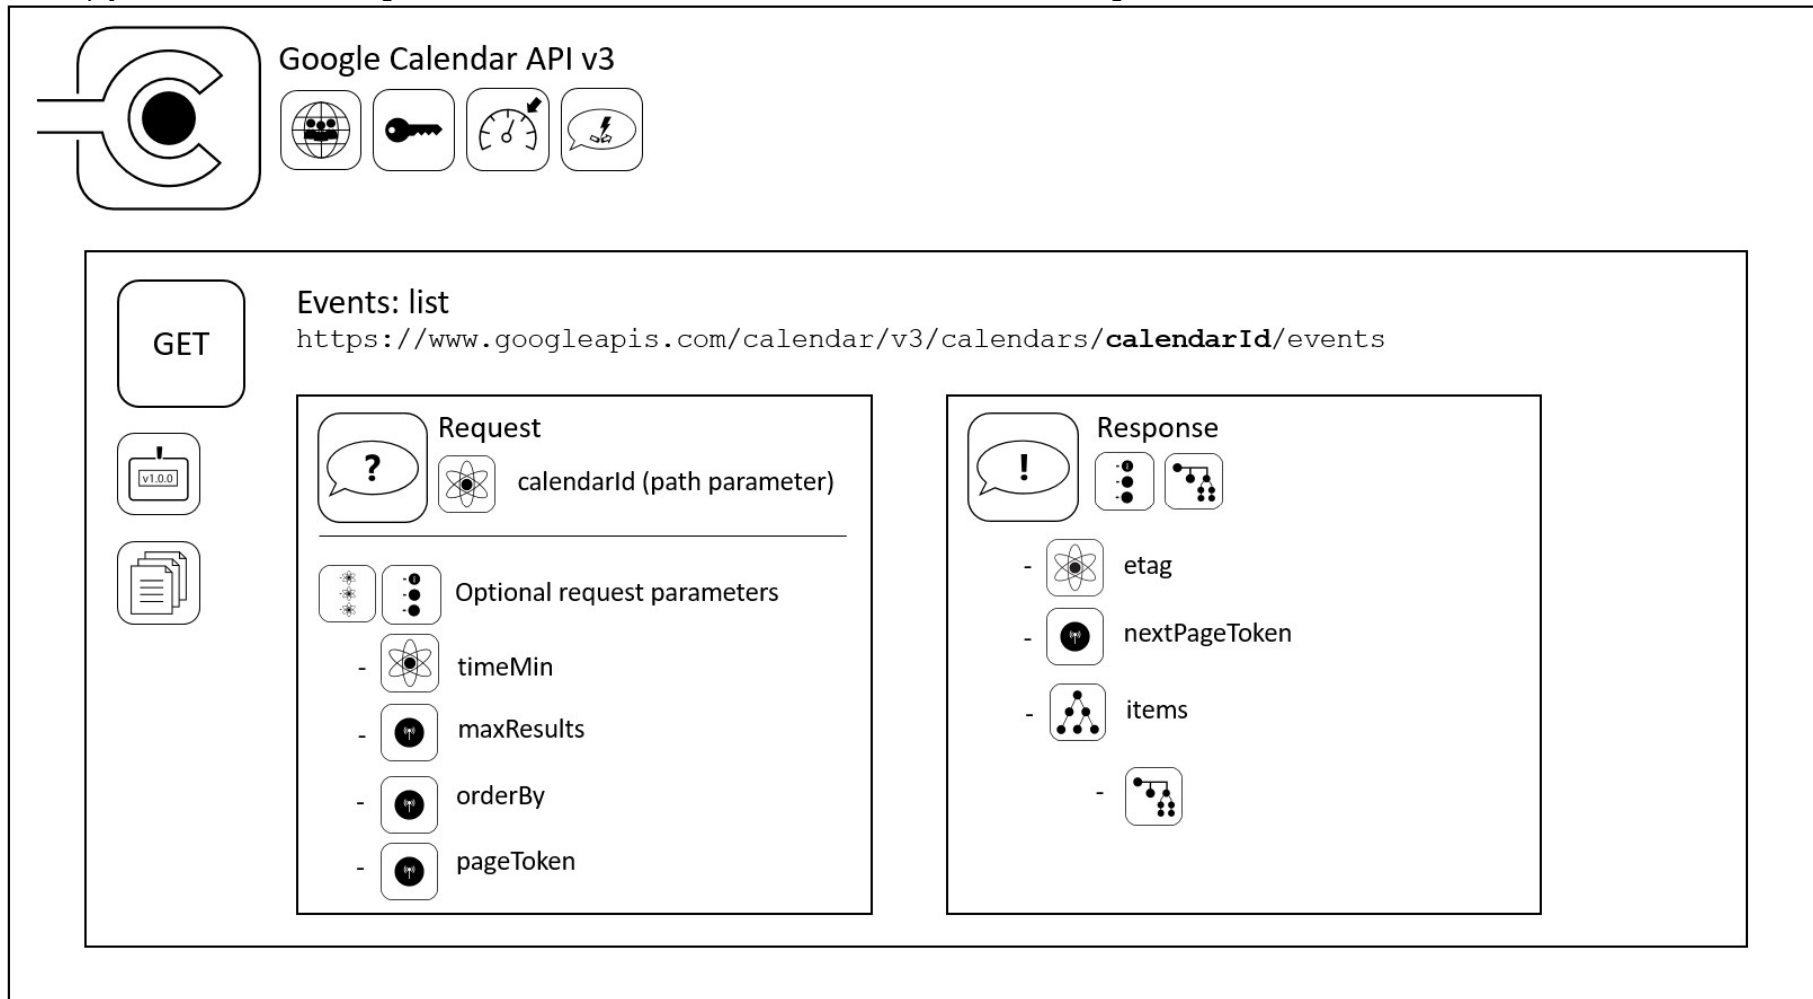 Google Calendar API v3
GET
Events: list
https://www.googleapis.com/calendar/v3/calendars/calendarId/events
v1.0.0
?
Request
calendarId (path parameter)
Optional request parameters
- timeMin
- maxResults
- orderBy
- pageToken
!
Response
- etag
- nextPageToken
- items
-